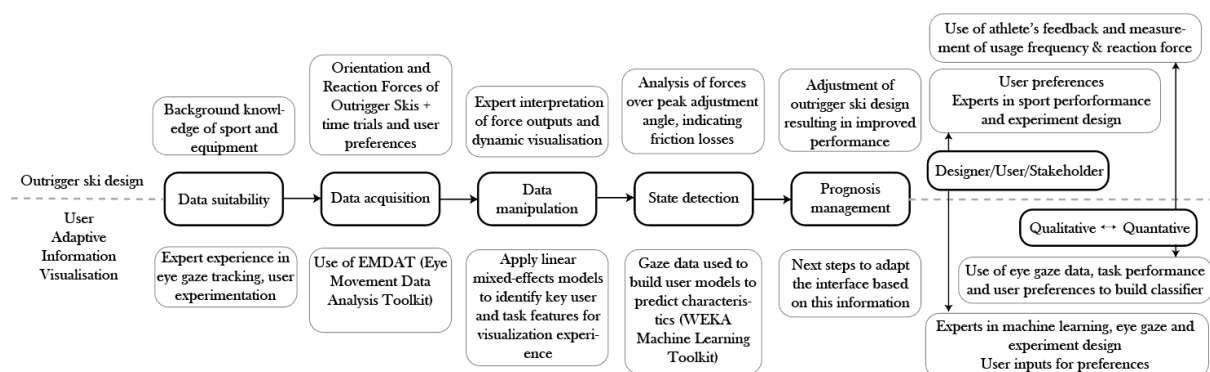 Use of athlete's feedback and measure-
ment of usage frequency & reaction force
Orientation and
Reaction Forces of
Outrigger Skis +
time trials and user
preferences
Background knowl-
edge of sport and
equipment
Expert interpretation
of force outputs and
dynamic visualisation
Analysis of forces
over peak adjustment
angle, indicating
friction losses
Adjustment of
outrigger ski design
resulting in improved
performance
User preferences
Experts in sport performance
and experiment design
Outrigger ski design
Data suitability
Data acquisition
Data
manipulation
State detection
Prognosis
management
Designer/User/Stakeholder
User
Adaptive
Information
Visualisation
Qualitative ↔ Quantative
Expert experience in
eye gaze tracking, user
experimentation
Use of EMDAT (Eye
Movement Data
Analysis Toolkit)
Apply linear
mixed-effects models
to identify key user
and task features for
visualization experi-
ence
Gaze data used to
build user models to
predict characteris-
tics (WEKA
Machine Learning
Toolkit)
Next steps to adapt
the interface based
on this information
Use of eye gaze data, task performance
and user preferences to build classifier
Experts in machine learning, eye gaze and
experiment design
User inputs for preferences